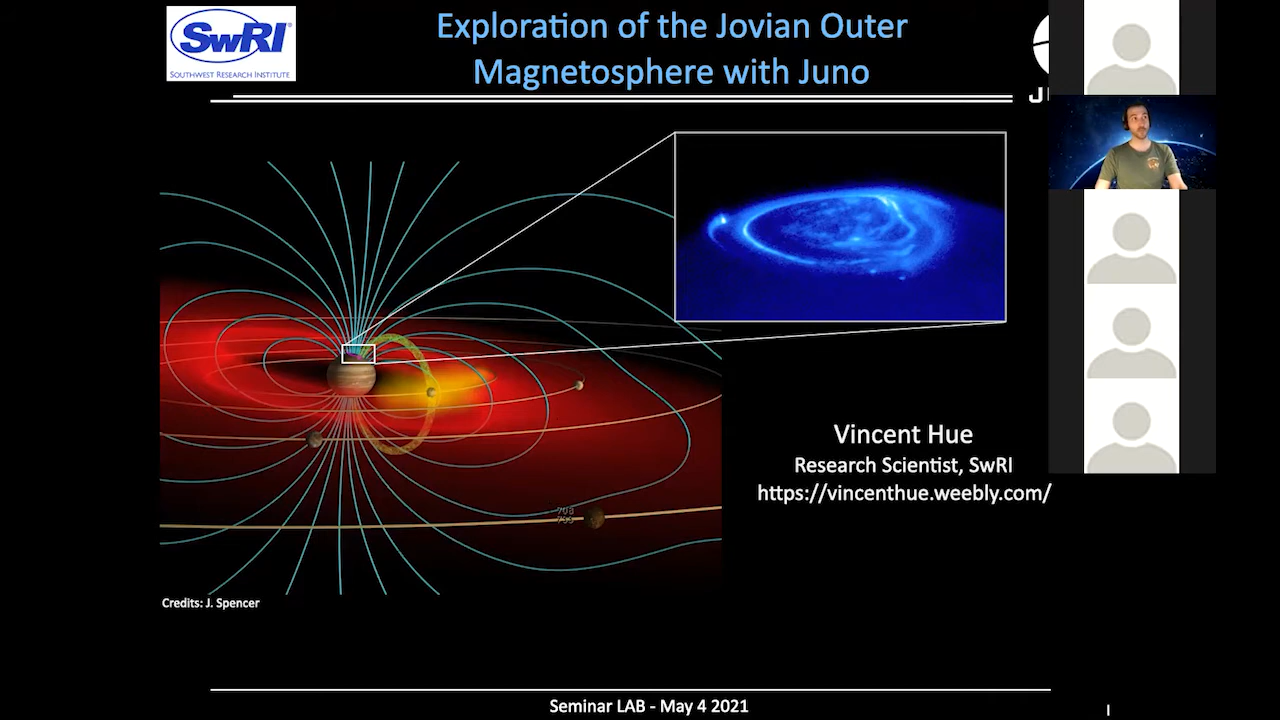 SwRI
SOUTHWEST RESEARCH INSTITUTE
Exploration of the Jovian Outer
Magnetosphere with Juno
Vincent Hue
Research Scientist, SwRI
https://vincenthue.weebly.com/
Credits: J. Spencer
Seminar LAB - May 4 2021